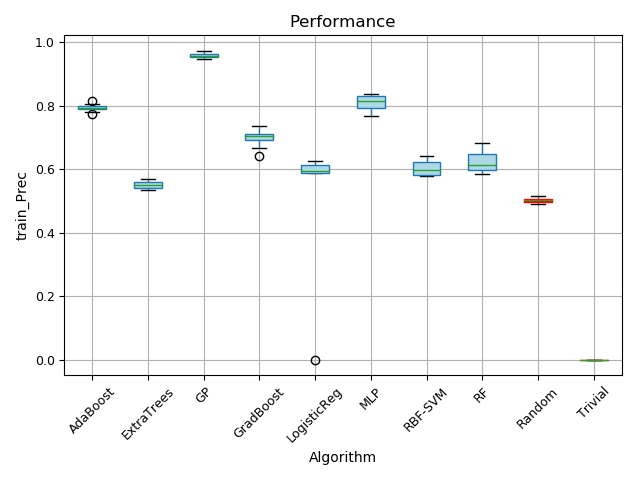 Performance
1.0
0.8
0.6
0.4
0.2
0.0
train_Prec
AdaBoost
ExtraTrees
GP
GradBoost
LogisticReg
MLP
RBF-SVM
RF
Random
Trivial
Algorithm